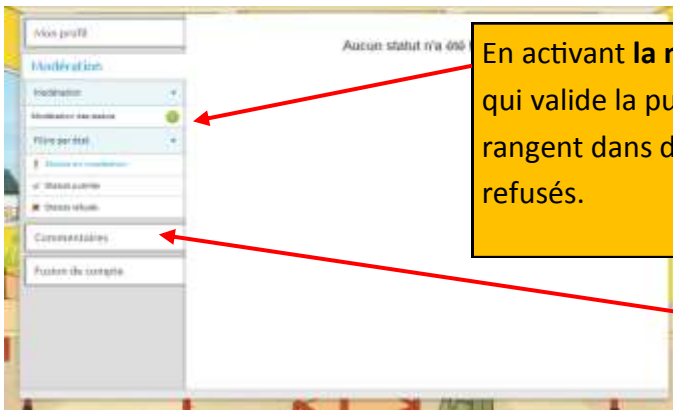 Mon profil
Modération
Modération
Modération des statuts
Filtre par état
Statuts en modération
Statuts publiés
Statuts refusés
Commentaires
Fusion de compte
Aucun statut n'a été
En activant la
qui valide la pu
rangent dans d
refusés.